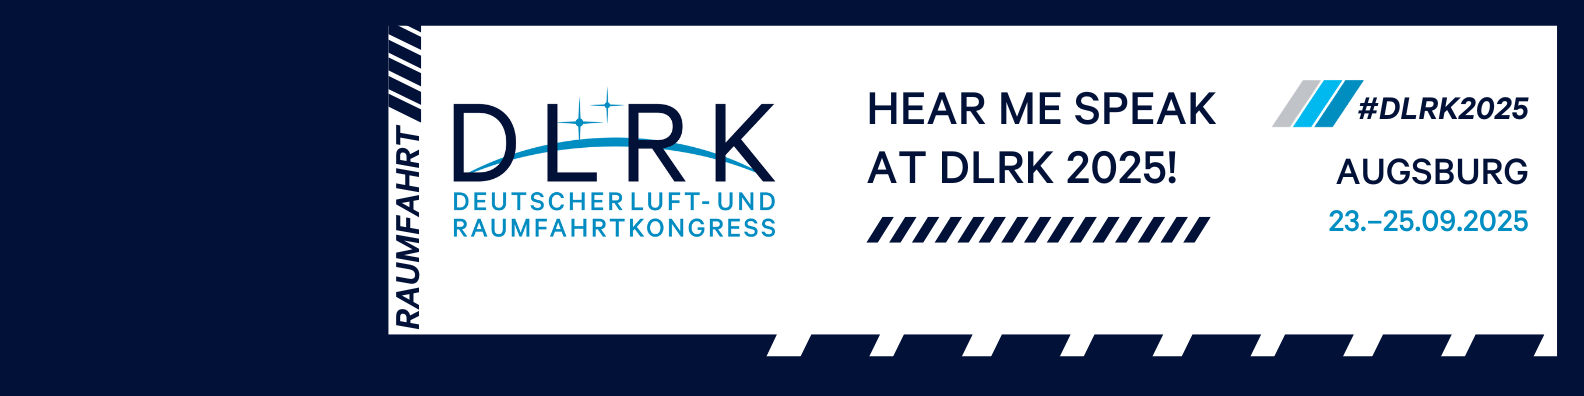 RAUMFAHRT
DLRK
DEUTSCHER LUFT- UND
RAUMFAHRTKONGRESS
HEAR ME SPEAK
AT DLRK 2025!
#DLRK2025
AUGSBURG
23.–25.09.2025